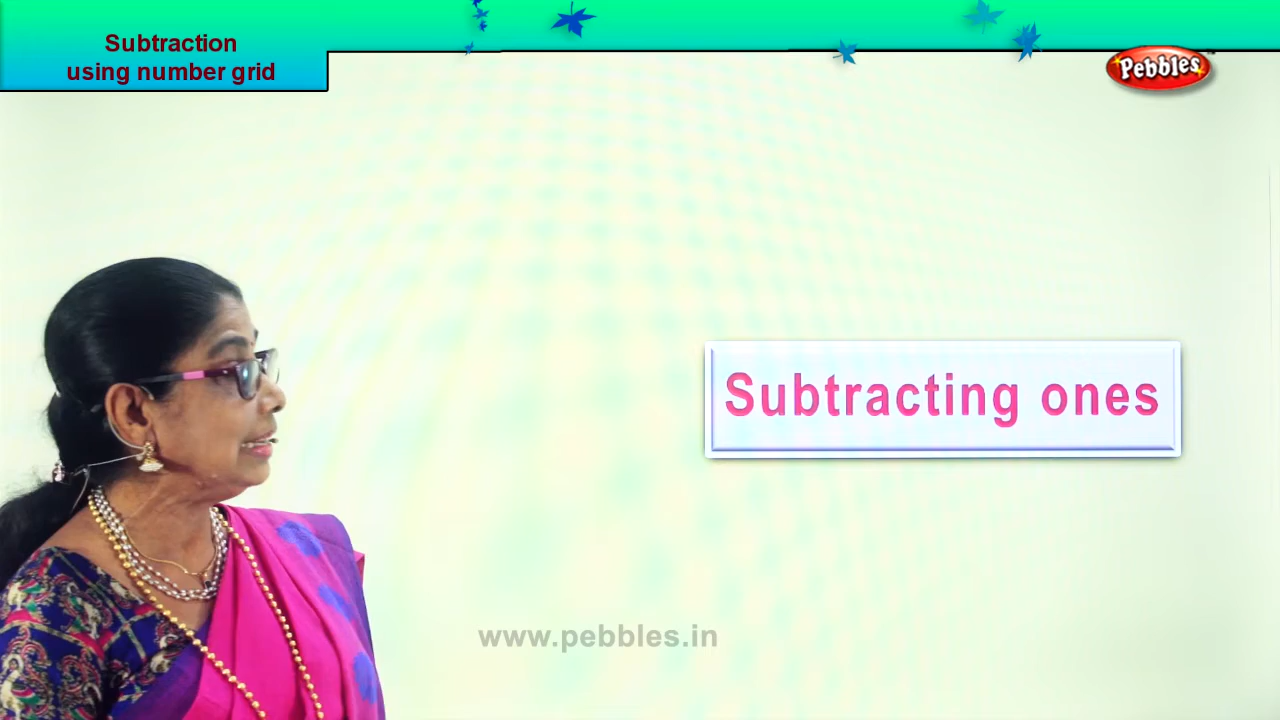 Subtraction
using number grid
Pebbles
Subtracting ones
www.pebbles.in